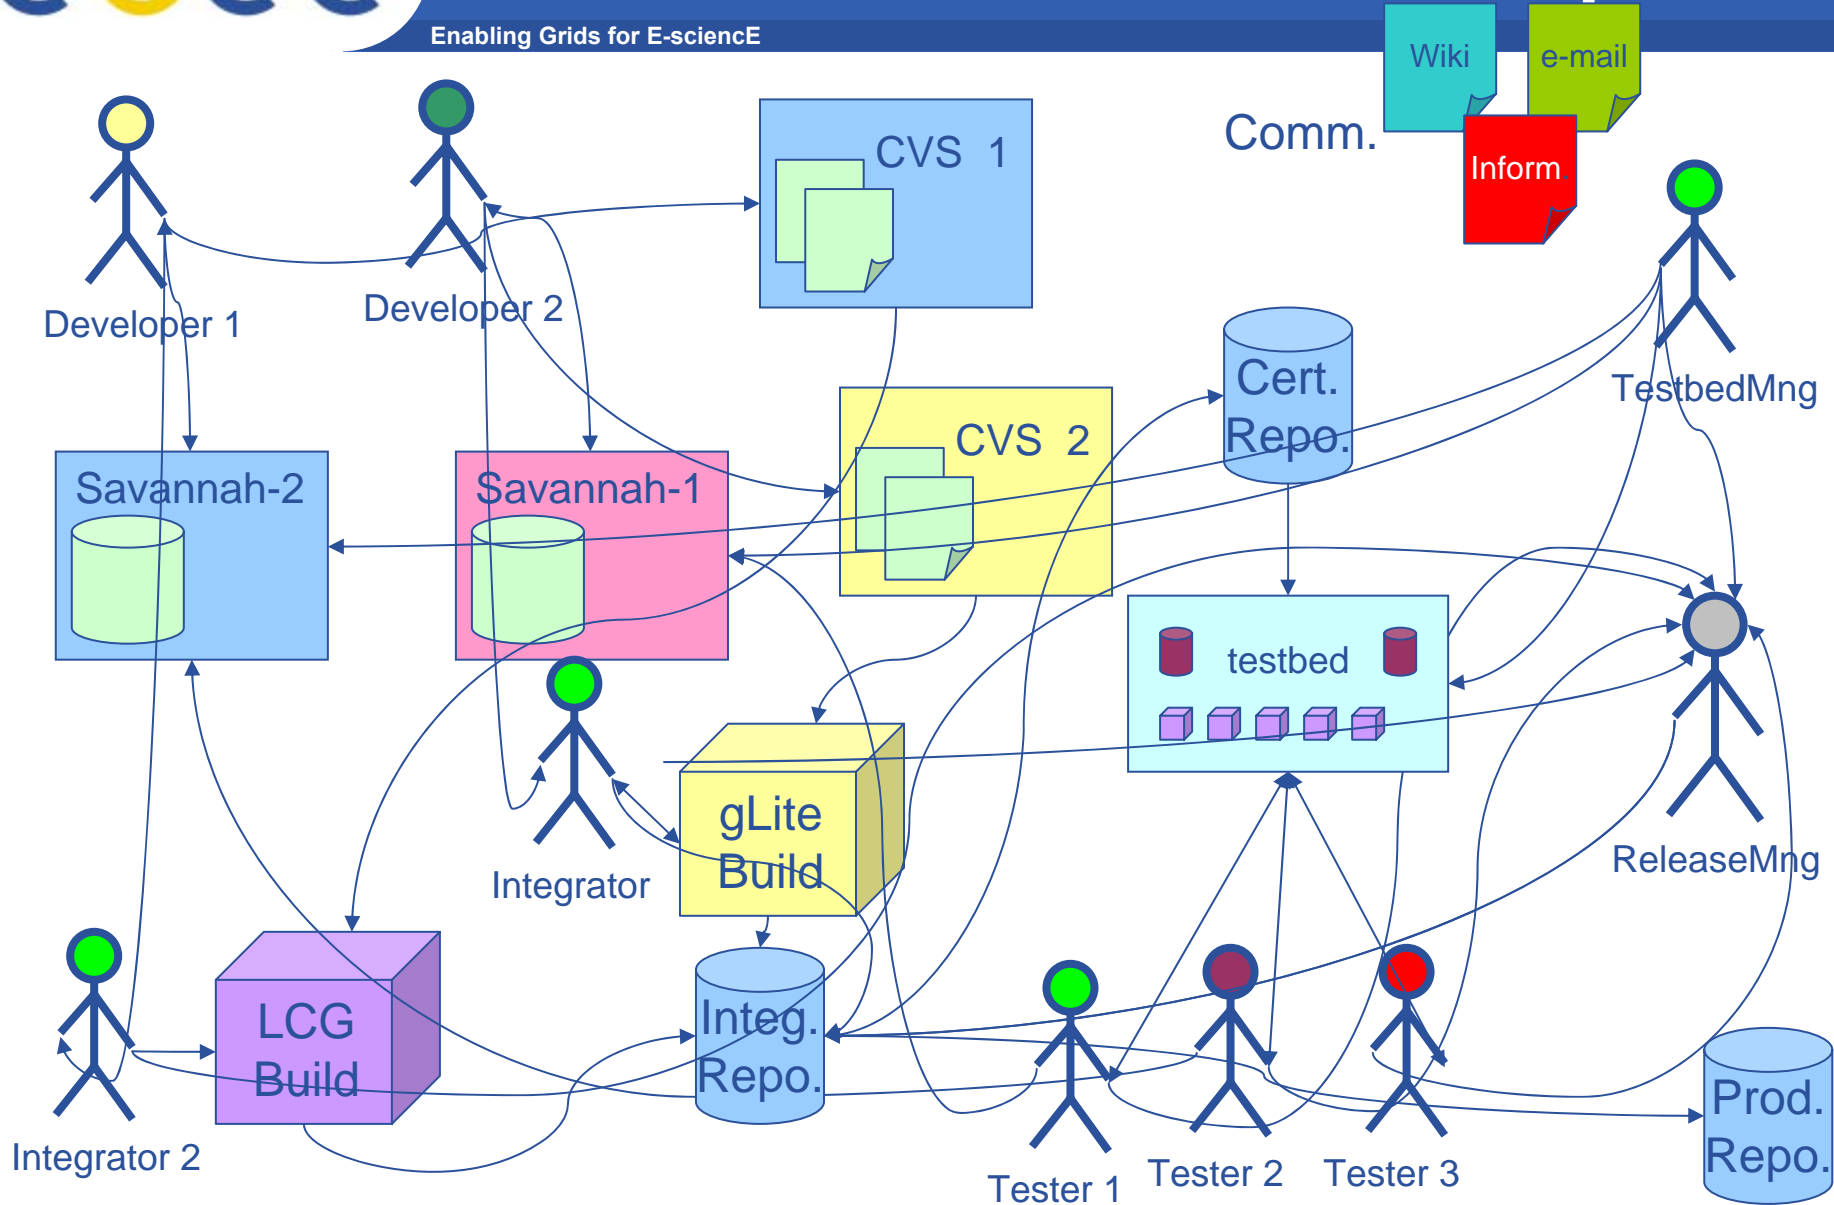 Enabling Grids for E-sciencE
Wiki
e-mail
Comm.
Inform.
CVS 1
Developer 1
Developer 2
Cert.
Repo.
TestbedMng
CVS 2
Savannah-2
Savannah-1
testbed
gLite
Build
Integrator
ReleaseMng
LCG
Build
Integ.
Repo.
Prod.
Repo.
Integrator 2
Tester 1
Tester 2
Tester 3